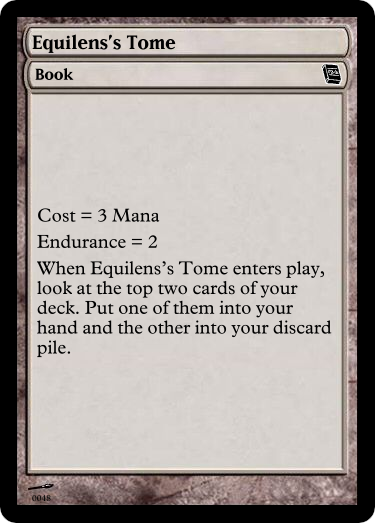 Equilens's Tome
Book
Cost = 3 Mana
Endurance = 2
When Equilens's Tome enters play,
look at the top two cards of your
deck. Put one of them into your
hand and the other into your discard
pile.
0048